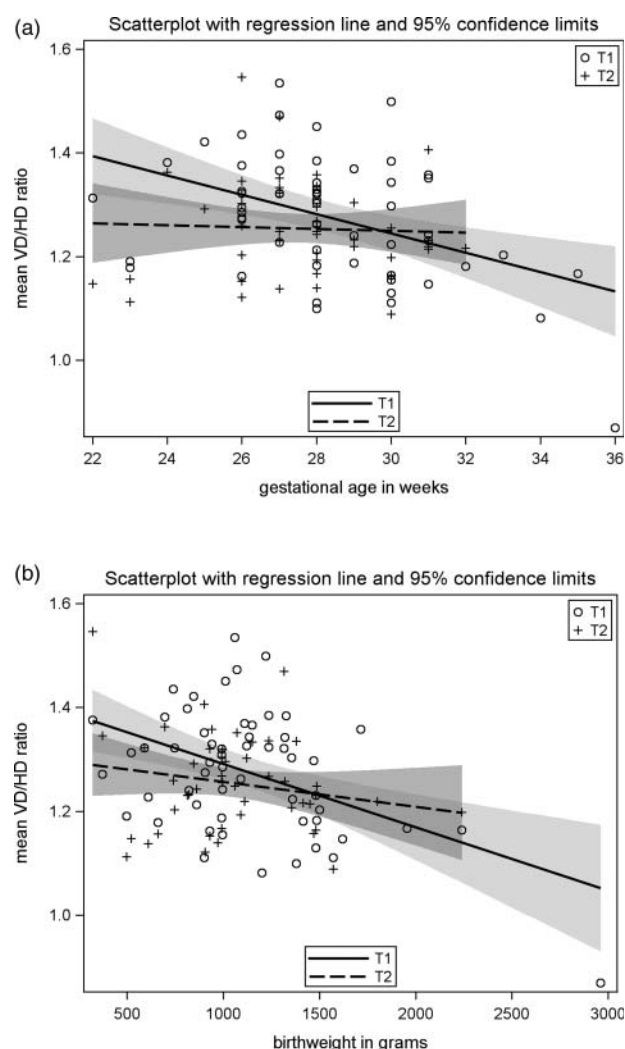 (a)
Scatterplot with regression line and 95% confidence limits
1.6
1.4
1.2
1.0
mean VD/HD ratio
T1
T2
T1
T2
22 24 26 28 30 32 34 36
gestational age in weeks
(b)
Scatterplot with regression line and 95% confidence limits
1.6
1.4
1.2
1.0
mean VD/HD ratio
T1
T2
T1
T2
500 1000 1500 2000 2500 3000
birthweight in grams